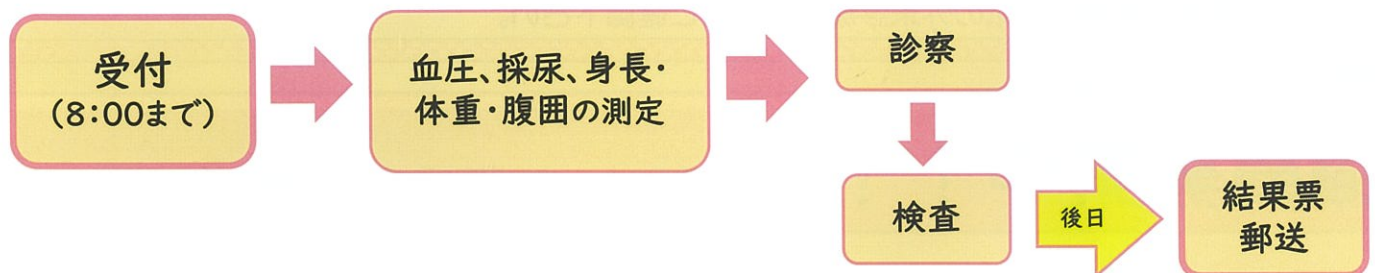 受付
(8:00まで)
血圧、採尿、身長・
体重・腹囲の測定
診察
検査
後日
結果票
郵送